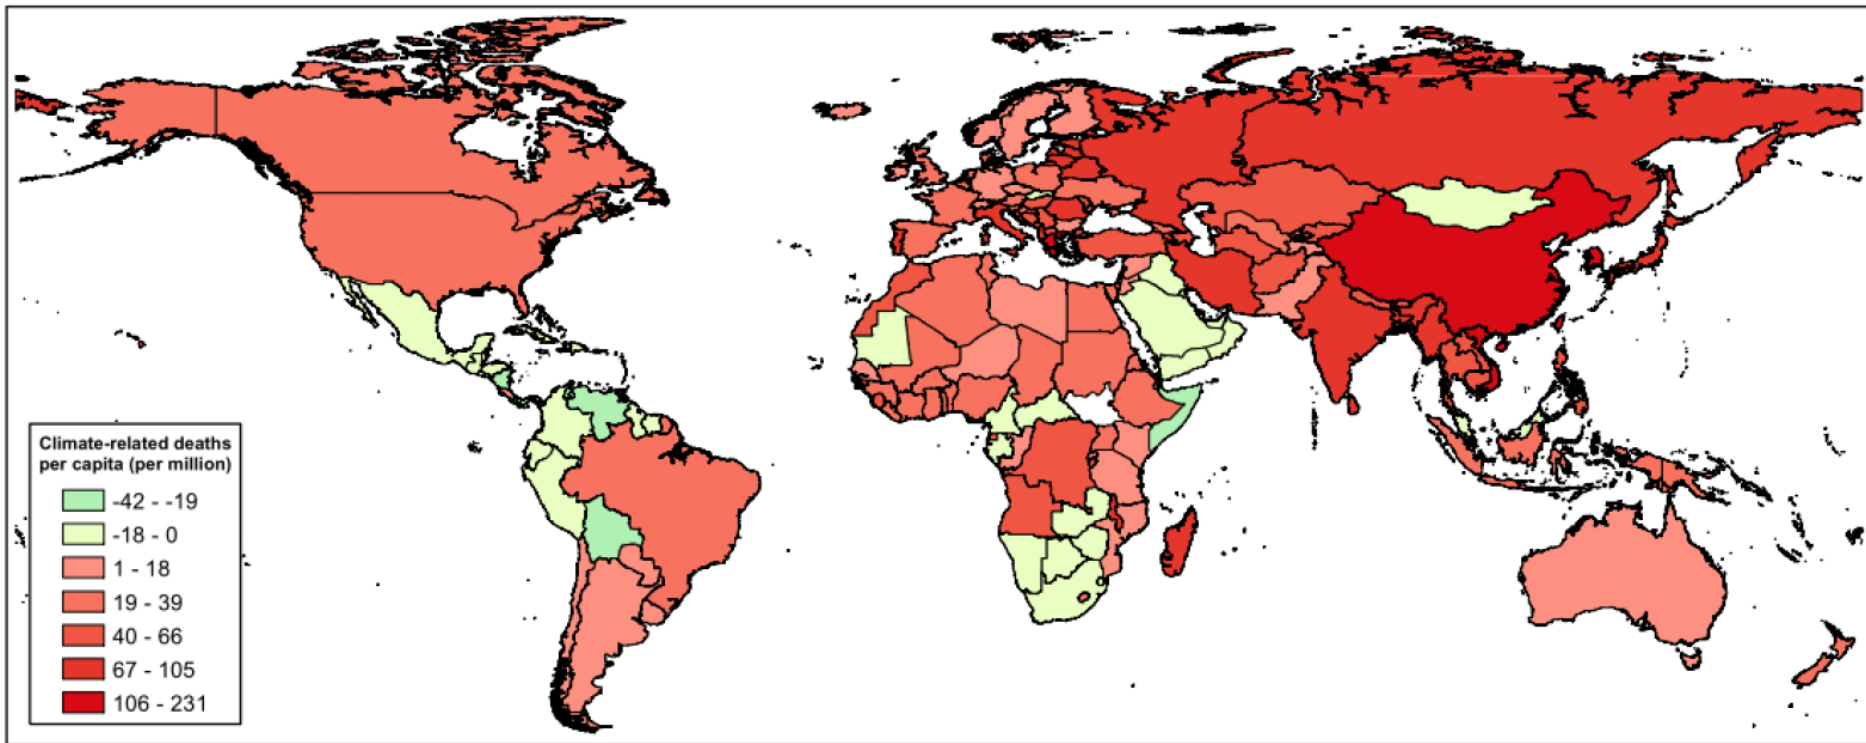 Climate-related deaths
per capita (per million)
-42 - -19
-18 - 0
1 - 18
19 - 39
40 - 66
67 - 105
106 - 231